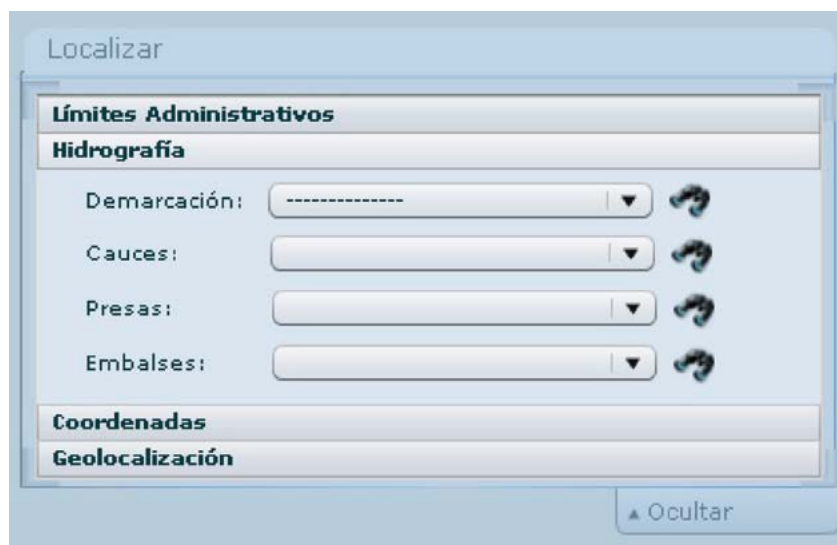 Localizar
Límites Administrativos
Hidrografía
Demarcación: --------------
Cauces:
Presas:
Embalses:
Coordenadas
Geolocalización
Ocultar